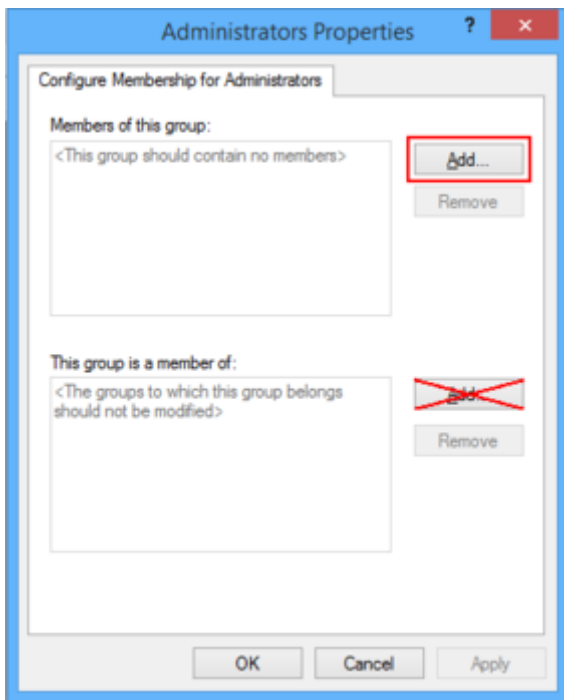 Administrators Properties
?
Configure Membership for Administrators
Members of this group:
<This group should contain no members>
Add...
Remove
This group is a member of:
<The groups to which this group belongs
should not be modified>
Add...
Remove
OK
Cancel
Apply